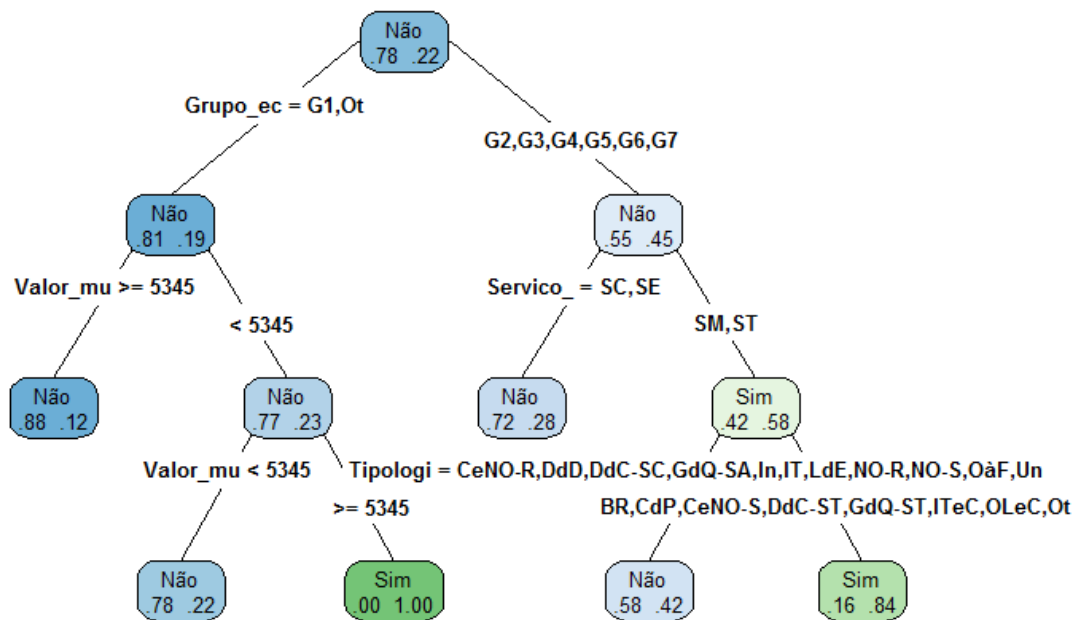 Não
.78 .22
Grupo_ec = G1,Ot
G2,G3,G4,G5,G6,G7
Não
.81 .19
Não
.55 .45
Valor_mu >= 5345
< 5345
Servico_ = SC,SE
SM,ST
Não
.88 .12
Não
.77 .23
Não
.72 .28
Sim
.42 .58
Valor_mu < 5345
>= 5345
Tipologi = CeNO-R,DdD,DdC-SC,GdQ-SA,In,IT,LdE,NO-R,NO-S,OàF,Un
BR,CdP,CeNO-S,DdC-ST,GdQ-ST,ITeC,OLeC,Ot
Não
.78 .22
Sim
.00 1.00
Não
.58 .42
Sim
.16 .84